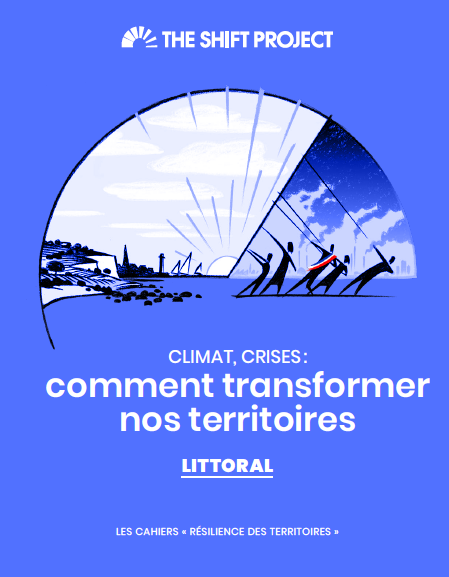 THE SHIFT PROJECT
CLIMAT, CRISES :
comment transformer
nos territoires
LITTORAL
LES CAHIERS « RÉSILIENCE DES TERRITOIRES »